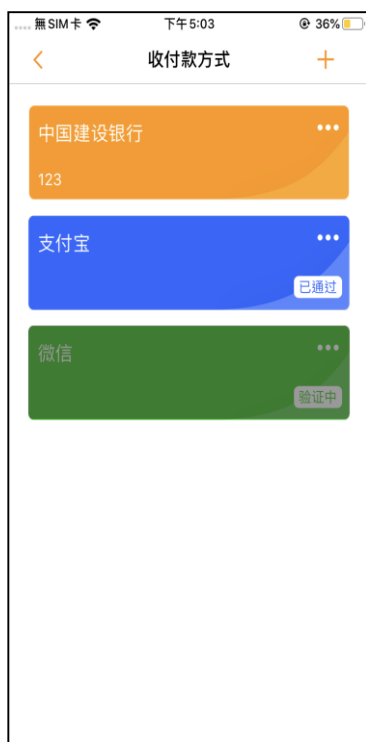 無SIM卡 下午5:03 36%
收付款方式
中国建设银行
123
支付宝
已通过
微信
验证中